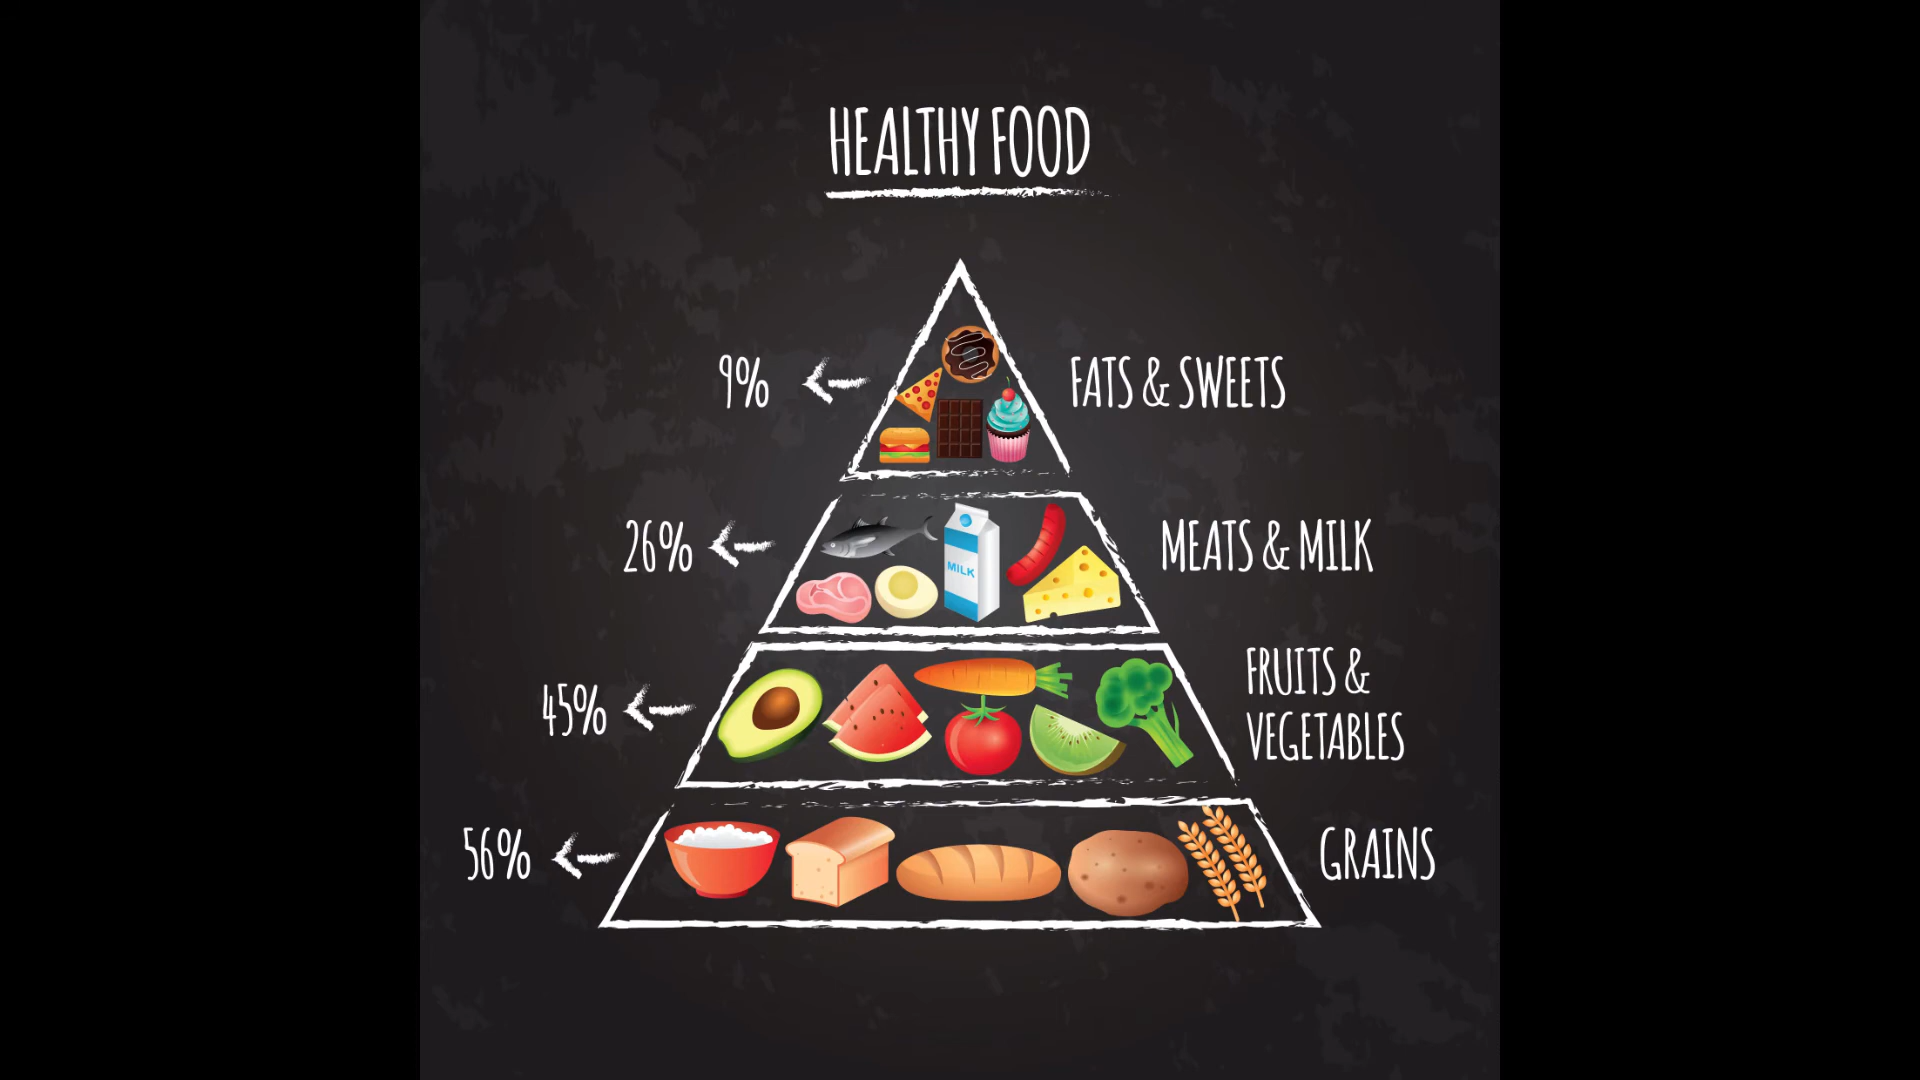 HEALTHY FOOD
9%
FATS & SWEETS
26%
MEATS & MILK
MILK
45%
FRUITS &
VEGETABLES
56%
GRAINS